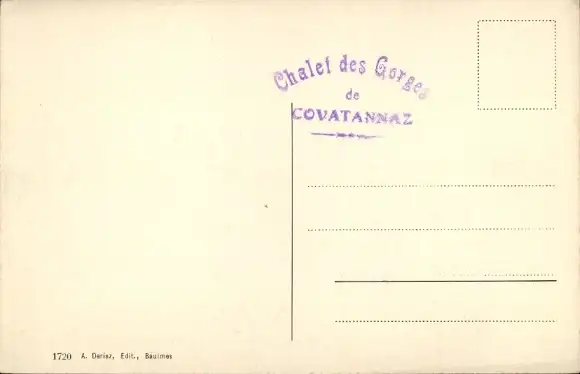 Chalet des Gorges
de
COVATANNAZ
1720 A. Deriaz, Edit., Baulmes